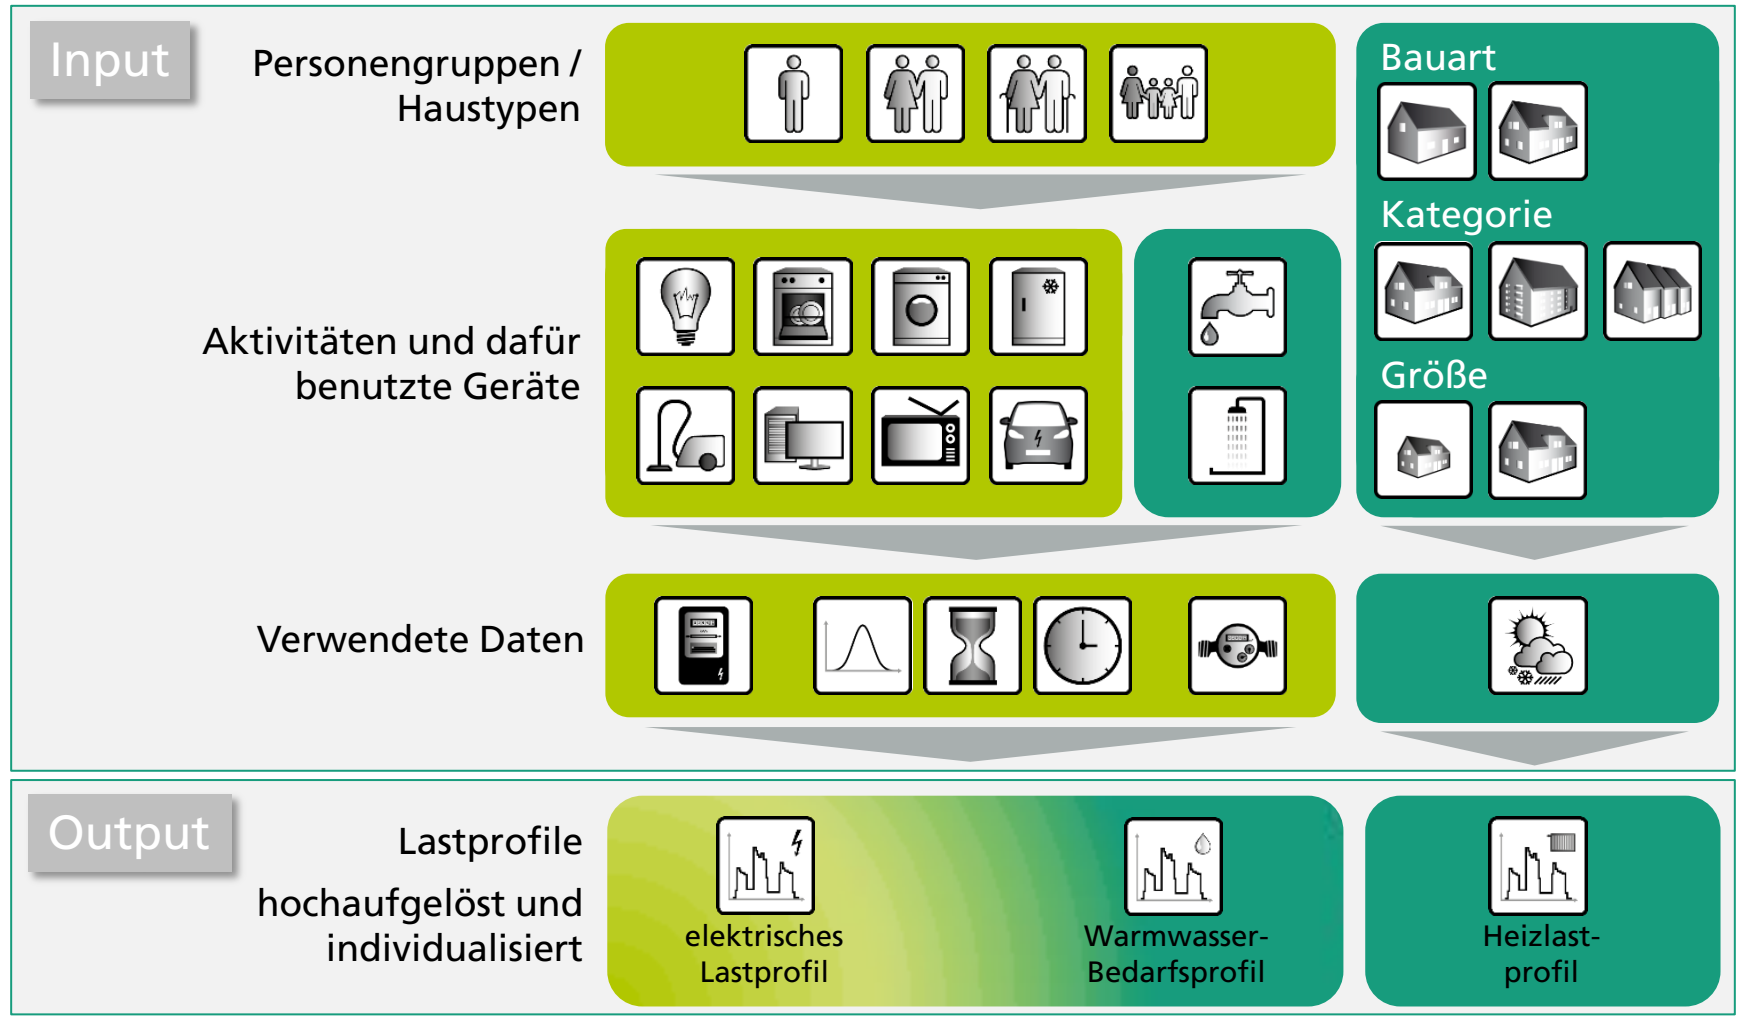 Input
Personengruppen /
Haustypen
Bauart
Kategorie
Größe
Aktivitäten und dafür
benutzte Geräte
Verwendete Daten
Output
Lastprofile
hochaufgelöst und
individualisiert
elektrisches
Lastprofil
Warmwasser-
Bedarfsprofil
Heizlast-
profil